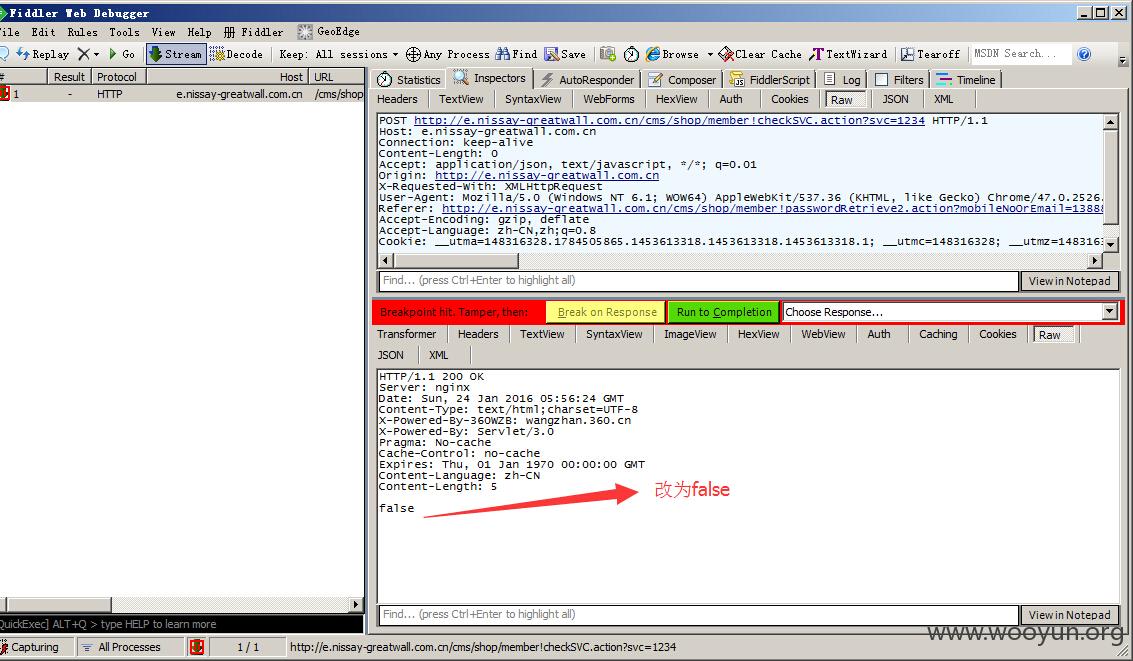 Fiddler Web Debugger
File Edit Rules Tools View Help Fiddler GeoEdge
Replay Go Stream Decode Keep: All sessions Any Process Find Save Browse Clear Cache TextWizard Tearoff MSDN Search...
# Result Protocol Host URL
1 - HTTP e.nissay-greatwall.com.cn /cms/shop
Statistics Inspectors AutoResponder Composer FiddlerScript Log Filters Timeline
Headers TextView SyntaxView WebForms HexView Auth Cookies Raw JSON XML
POST http://e.nissay-greatwall.com.cn/cms/shop/member!checkSVC.action?svc=1234 HTTP/1.1
Host: e.nissay-greatwall.com.cn
Connection: keep-alive
Content-Length: 0
Accept: application/json, text/javascript, */*; q=0.01
Origin: http://e.nissay-greatwall.com.cn
X-Requested-With: XMLHttpRequest
User-Agent: Mozilla/5.0 (Windows NT 6.1; WOW64) AppleWebKit/537.36 (KHTML, like Gecko) Chrome/47.0.2526.
Referer: http://e.nissay-greatwall.com.cn/cms/shop/member!passwordRetrieve2.action?mobileNoOrEmail=1388
Accept-Encoding: gzip, deflate
Accept-Language: zh-CN,zh;q=0.8
Cookie: __utma=148316328.1784505865.1453613318.1453613318.1453613318.1; __utmc=148316328; __utmz=148316
Find... (press Ctrl+Enter to highlight all) View in Notepad
Breakpoint hit. Tamper, then: Break on Response Run to Completion Choose Response...
Transformer Headers TextView SyntaxView ImageView HexView WebView Auth Caching Cookies Raw
JSON XML
HTTP/1.1 200 OK
Server: nginx
Date: Sun, 24 Jan 2016 05:56:24 GMT
Content-Type: text/html;charset=UTF-8
X-Powered-By-360WZB: wangzhan.360.cn
X-Powered-By: Servlet/3.0
Pragma: No-cache
Cache-Control: no-cache
Expires: Thu, 01 Jan 1970 00:00:00 GMT
Content-Language: zh-CN
Content-Length: 5
改为false
false
Find... (press Ctrl+Enter to highlight all) View in Notepad
QuickExec] ALT+Q > type HELP to learn more
www.wooyun.org
Capturing All Processes 1 / 1 http://e.nissay-greatwall.com.cn/cms/shop/member!checkSVC.action?svc=1234